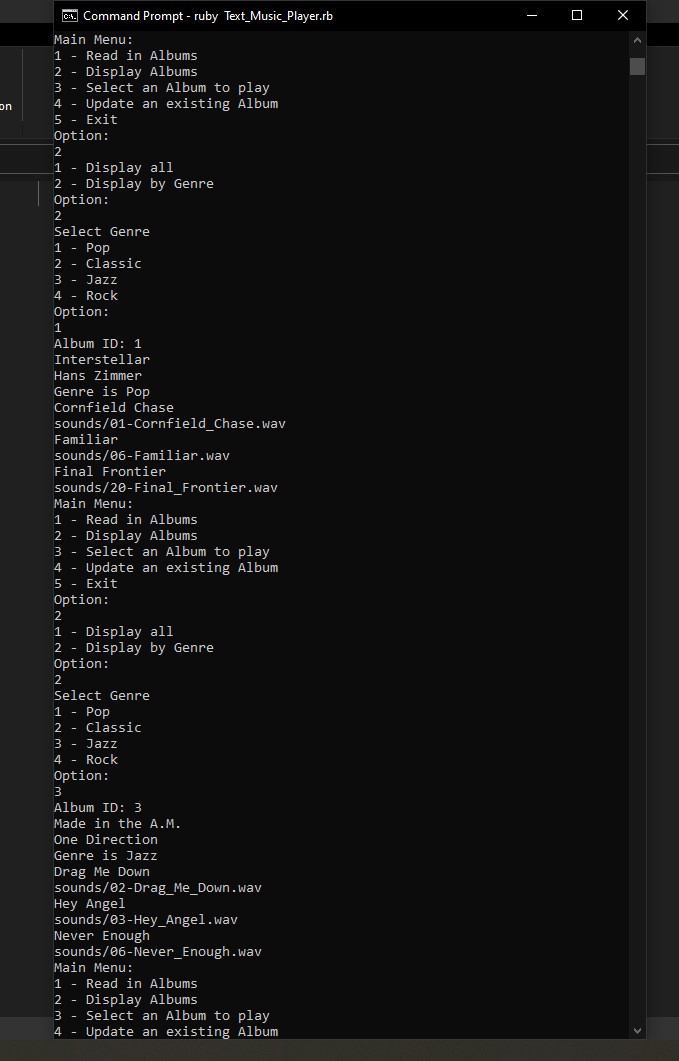 Command Prompt - ruby Text_Music_Player.rb
on
Main Menu:
1 - Read in Albums
2 - Display Albums
3 - Select an Album to play
4 - Update an existing Album
5 - Exit
Option:
2
1 - Display all
2 - Display by Genre
Option:
2
Select Genre
1 - Pop
2 - Classic
3 - Jazz
4 - Rock
Option:
1
Album ID: 1
Interstellar
Hans Zimmer
Genre is Pop
Cornfield Chase
sounds/01-Cornfield_Chase.wav
Familiar
sounds/06-Familiar.wav
Final Frontier
sounds/20-Final_Frontier.wav
Main Menu:
1 - Read in Albums
2 - Display Albums
3 - Select an Album to play
4 - Update an existing Album
5 - Exit
Option:
2
1 - Display all
2 - Display by Genre
Option:
2
Select Genre
1 - Pop
2 - Classic
3 - Jazz
4 - Rock
Option:
3
Album ID: 3
Made in the A.M.
One Direction
Genre is Jazz
Drag Me Down
sounds/02-Drag_Me_Down.wav
Hey Angel
sounds/03-Hey_Angel.wav
Never Enough
sounds/06-Never_Enough.wav
Main Menu:
1 - Read in Albums
2 - Display Albums
3 - Select an Album to play
4 - Update an existing Album